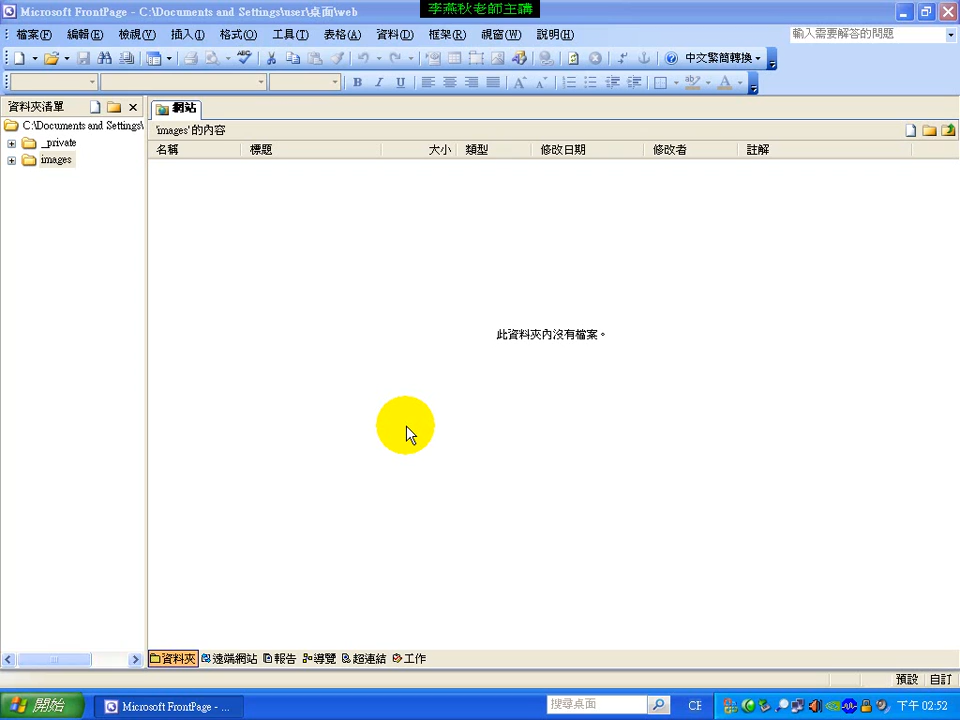 Microsoft FrontPage - C:\Documents and Settings\user\桌面\web
李燕秋老師主講
檔案(F) 編輯(E) 檢視(V) 插入(I) 格式(O) 工具(T) 表格(A) 資料(D) 框架(R) 視窗(W) 說明(H)
輸入需要解答的問題
中文繁簡轉換
B I U
資料夾清單
網站
C:\Documents and Settings\
'images' 的內容
_private
images
名稱 標題 大小 類型 修改日期 修改者 註解
此資料夾內沒有檔案。
資料夾 遠端網站 報告 導覽 超連結 工作
預設 自訂
開始
Microsoft FrontPage - ...
搜尋桌面
CE
下午 02:52